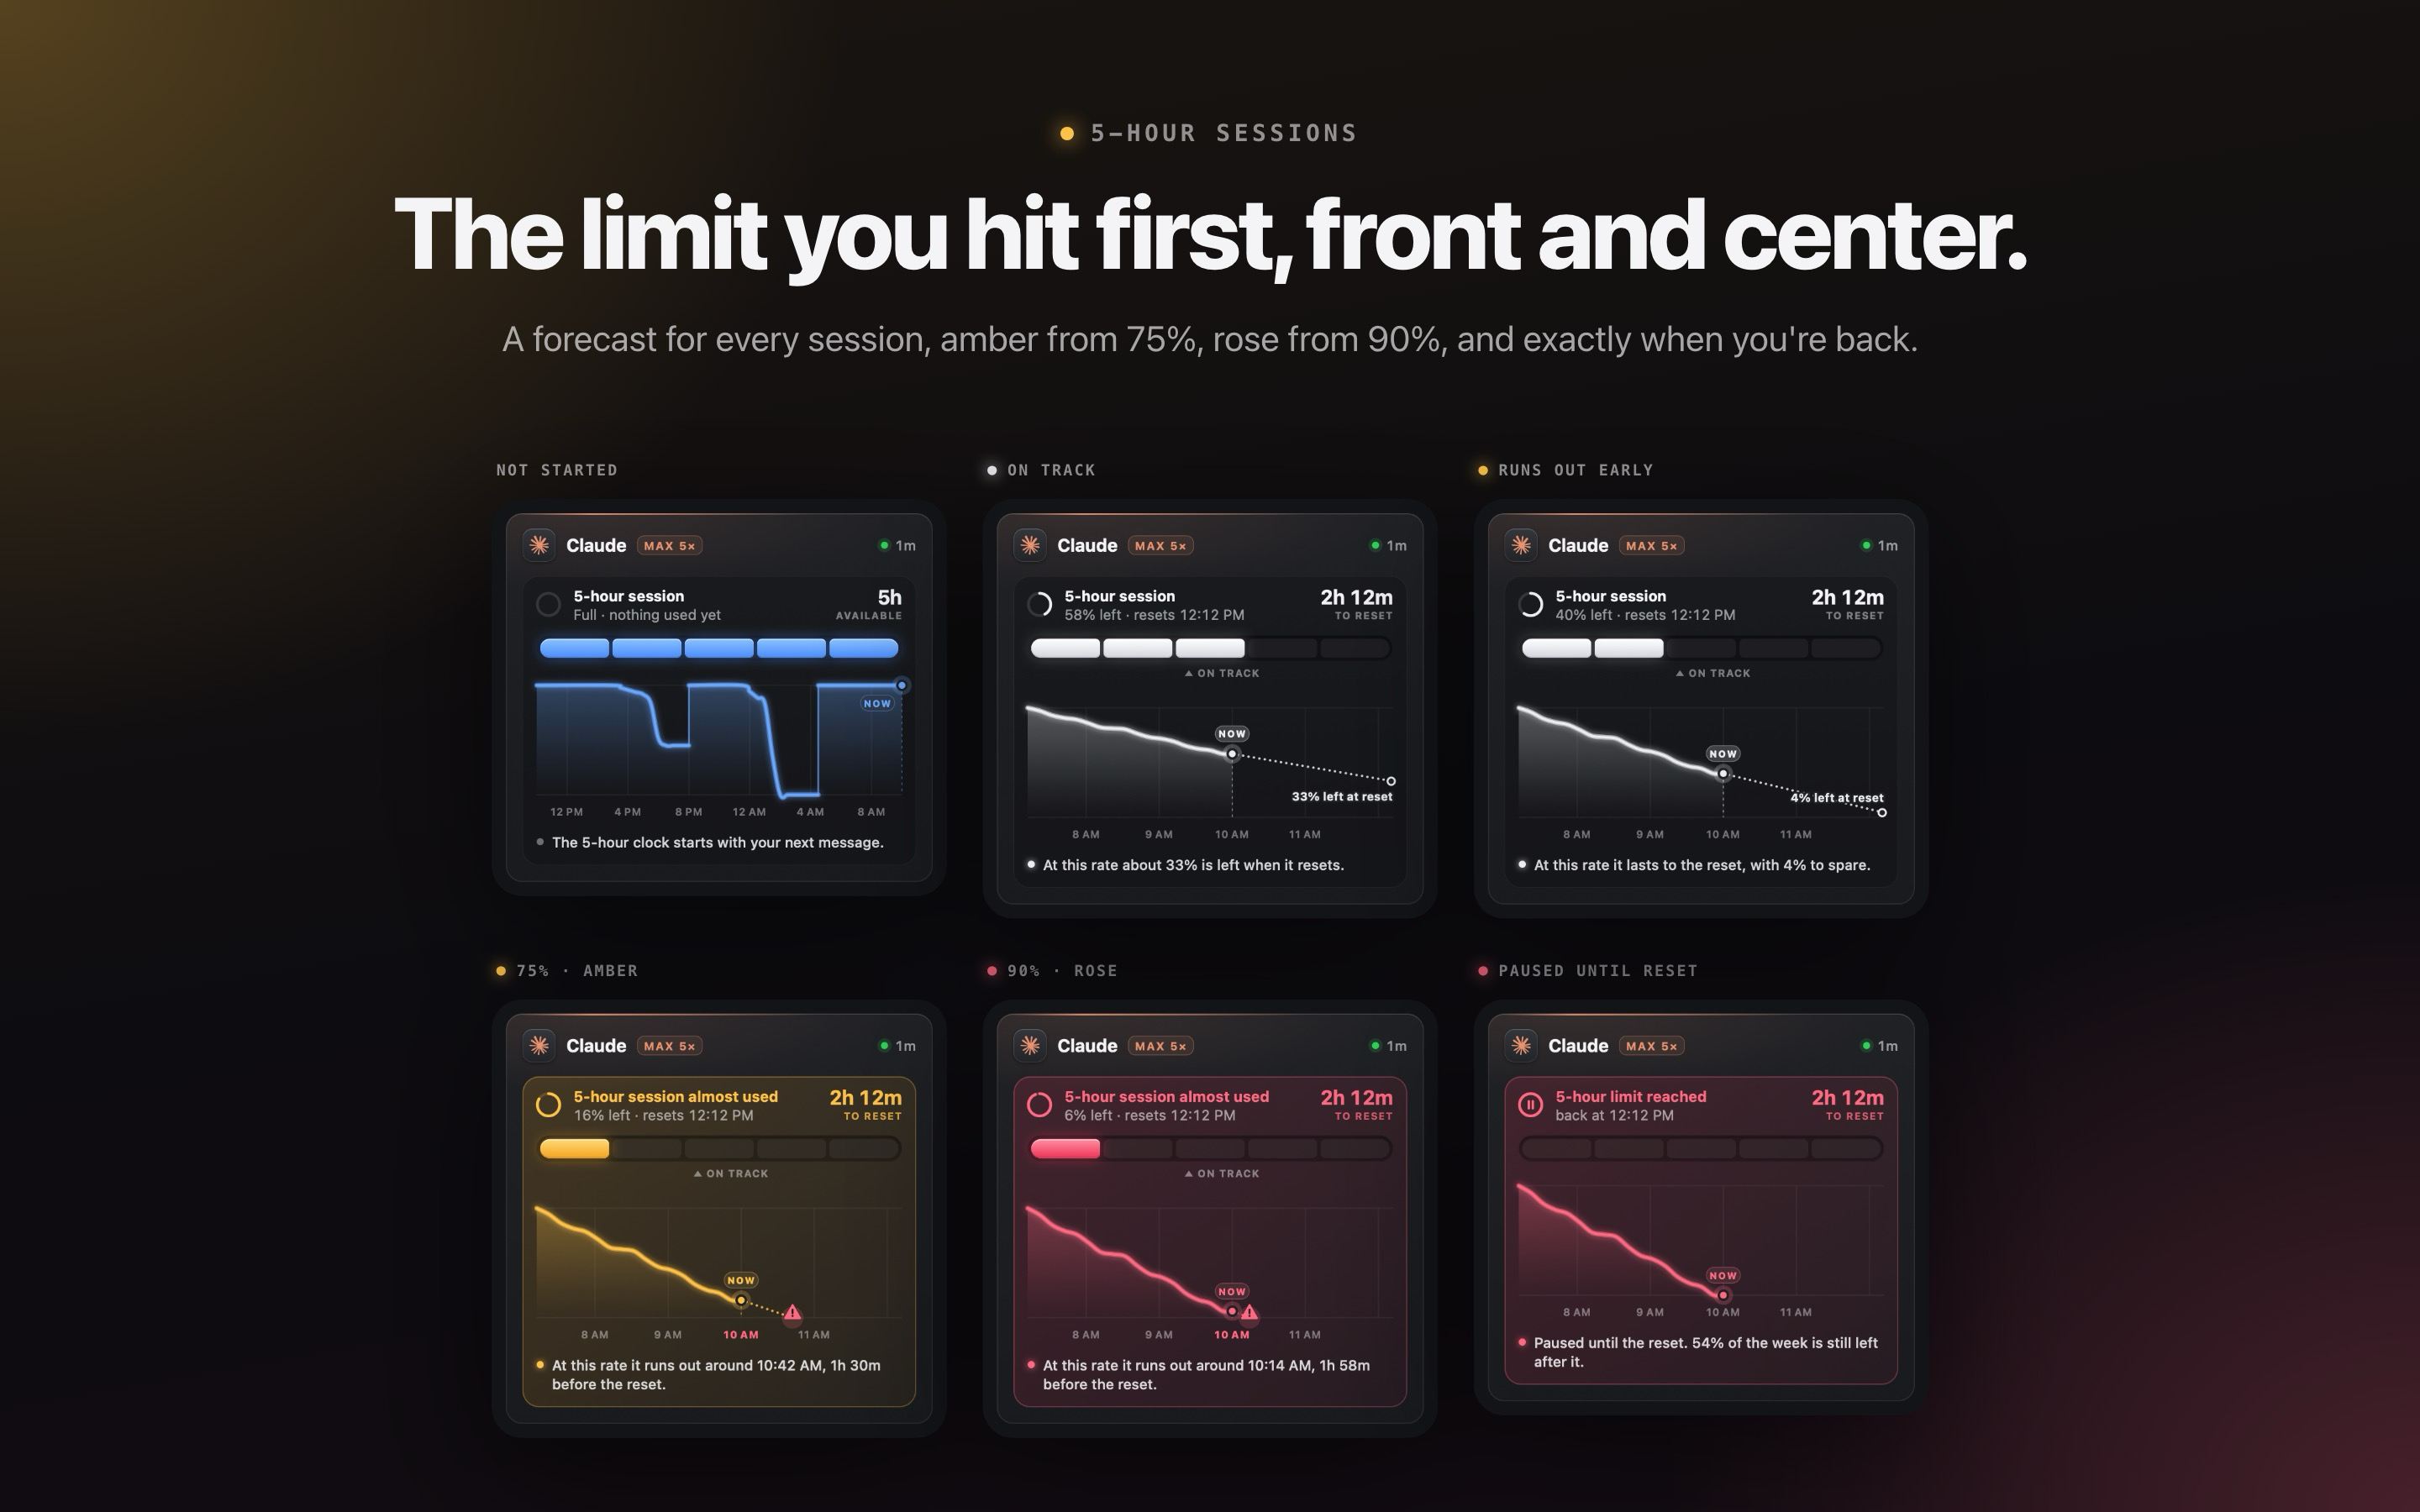 5–HOUR SESSIONS
The limit you hit first, front and center.
A forecast for every session, amber from 75%, rose from 90%, and exactly when you're back.
NOT STARTED
Claude MAX 5× 1m
5-hour session 5h
Full · nothing used yet AVAILABLE
NOW
12 PM 4 PM 8 PM 12 AM 4 AM 8 AM
The 5-hour clock starts with your next message.
ON TRACK
Claude MAX 5× 1m
5-hour session 2h 12m
58% left · resets 12:12 PM TO RESET
ON TRACK
NOW
33% left at reset
8 AM 9 AM 10 AM 11 AM
At this rate about 33% is left when it resets.
RUNS OUT EARLY
Claude MAX 5× 1m
5-hour session 2h 12m
40% left · resets 12:12 PM TO RESET
ON TRACK
NOW
4% left at reset
8 AM 9 AM 10 AM 11 AM
At this rate it lasts to the reset, with 4% to spare.
75% · AMBER
Claude MAX 5× 1m
5-hour session almost used 2h 12m
16% left · resets 12:12 PM TO RESET
ON TRACK
NOW
8 AM 9 AM 10 AM 11 AM
At this rate it runs out around 10:42 AM, 1h 30m
before the reset.
90% · ROSE
Claude MAX 5× 1m
5-hour session almost used 2h 12m
6% left · resets 12:12 PM TO RESET
ON TRACK
NOW
8 AM 9 AM 10 AM 11 AM
At this rate it runs out around 10:14 AM, 1h 58m
before the reset.
PAUSED UNTIL RESET
Claude MAX 5× 1m
5-hour limit reached 2h 12m
back at 12:12 PM TO RESET
NOW
8 AM 9 AM 10 AM 11 AM
Paused until the reset. 54% of the week is still left
after it.